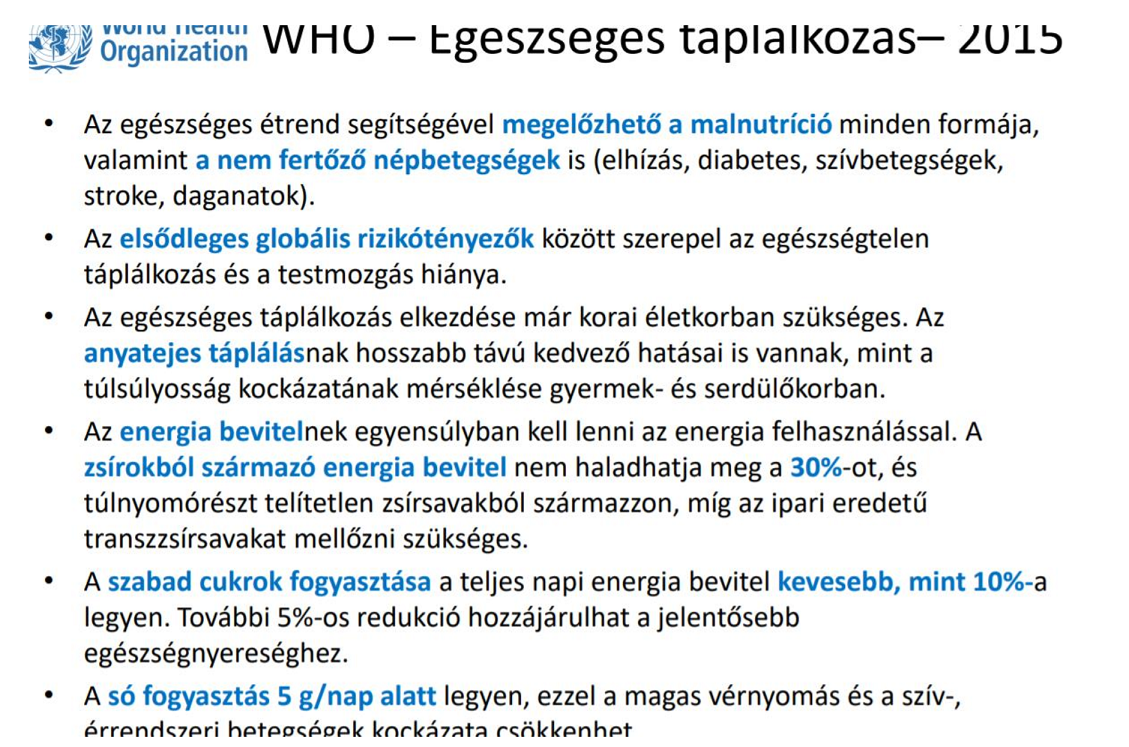 World Health
Organization
WHO – Egészséges táplálkozás– 2015
• Az egészséges étrend segítségével megelőzhető a malnutríció minden formája,
valamint a nem fertőző népbetegségek is (elhízás, diabetes, szívbetegségek,
stroke, daganatok).
• Az elsődleges globális rizikótényezők között szerepel az egészségtelen
táplálkozás és a testmozgás hiánya.
• Az egészséges táplálkozás elkezdése már korai életkorban szükséges. Az
anyatejes táplálásnak hosszabb távú kedvező hatásai is vannak, mint a
túlsúlyosság kockázatának mérséklése gyermek- és serdülőkorban.
• Az energia bevitelnek egyensúlyban kell lenni az energia felhasználással. A
zsírokból származó energia bevitel nem haladhatja meg a 30%-ot, és
túlnyomórészt telítetlen zsírsavakból származzon, míg az ipari eredetű
transzzsírsavakat mellőzni szükséges.
• A szabad cukrok fogyasztása a teljes napi energia bevitel kevesebb, mint 10%-a
legyen. További 5%-os redukció hozzájárulhat a jelentősebb
egészségnyereséghez.
• A só fogyasztás 5 g/nap alatt legyen, ezzel a magas vérnyomás és a szív-,
érrendszeri betegségek kockázata csökkenhet